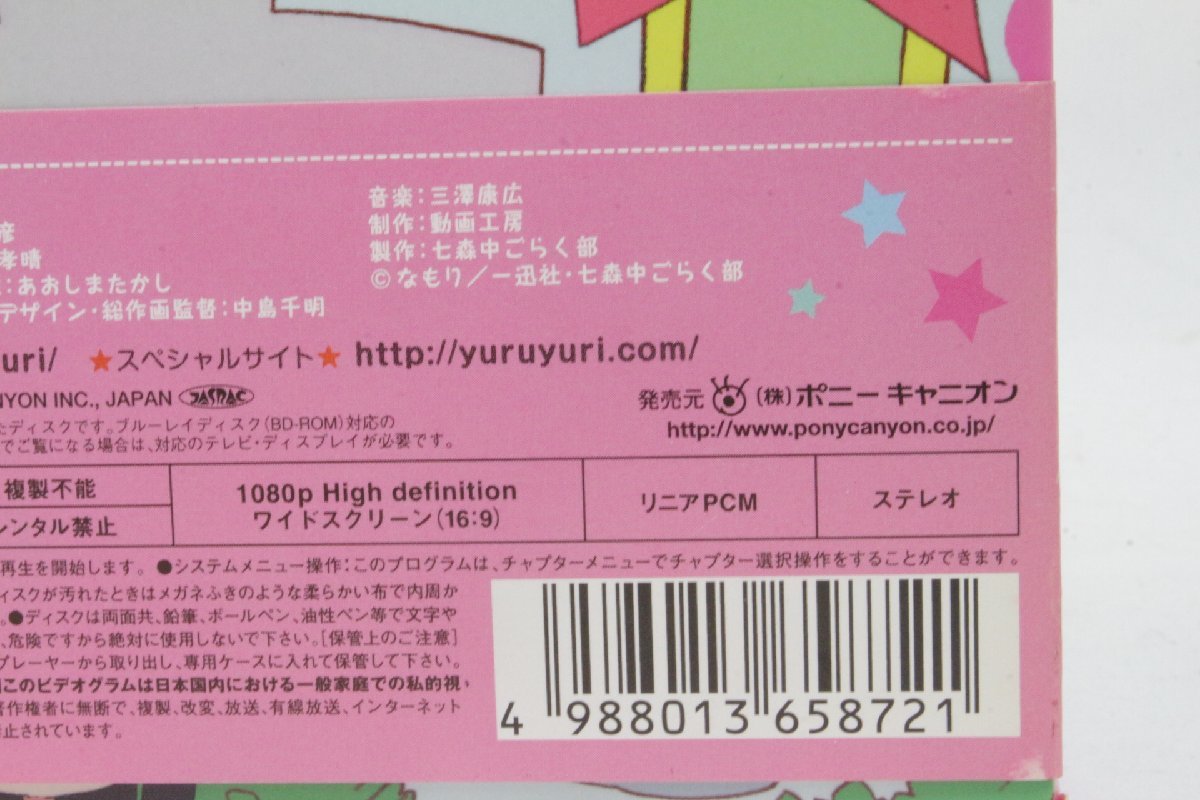 音楽:三澤康広
制作:動画工房
製作:七森中ごらく部
©なもり/一迅社・七森中ごらく部
彦
孝晴
:あおしまたかし
デザイン・総作画監督:中島千明
uri/ ★スペシャルサイト★ http://yuruyuri.com/
NYON INC., JAPAN JASRAC
発売元 (株)ポニーキャニオン
http://www.ponycanyon.co.jp/
たディスクです。ブルーレイディスク(BD-ROM)対応の
でご覧になる場合は、対応のテレビ・ディスプレイが必要です。
複製不能
レンタル禁止
1080p High definition
ワイドスクリーン(16:9)
リニアPCM
ステレオ
再生を開始します。 ●システムメニュー操作:このプログラムは、チャプターメニューでチャプター選択操作をすることができます。
ィスクが汚れたときはメガネふきのような柔らかい布で内周か
。●ディスクは両面共、鉛筆、ボールペン、油性ペン等で文字や
、危険ですから絶対に使用しないで下さい。[保管上のご注意]
プレーヤーから取り出し、専用ケースに入れて保管して下さい。
このビデオグラムは日本国内における一般家庭での私的視
著作権者に無断で、複製、改変、放送、有線放送、インターネット
禁止されています。
4 988013 658721